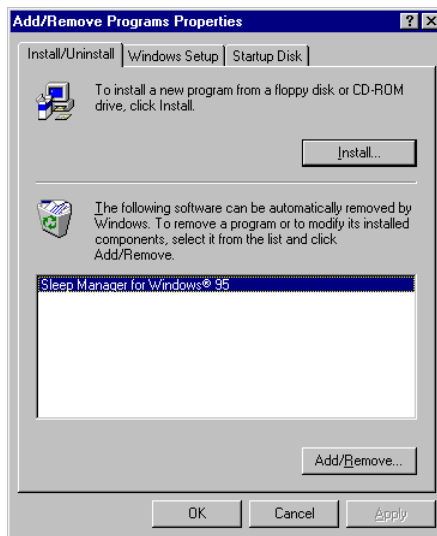 Add/Remove Programs Properties
Install/Uninstall Windows Setup Startup Disk
To install a new program from a floppy disk or CD-ROM
drive, click Install.
Install...
The following software can be automatically removed by
Windows. To remove a program or to modify its installed
components, select it from the list and click
Add/Remove.
Sleep Manager for Windows® 95
Add/Remove...
OK Cancel Apply